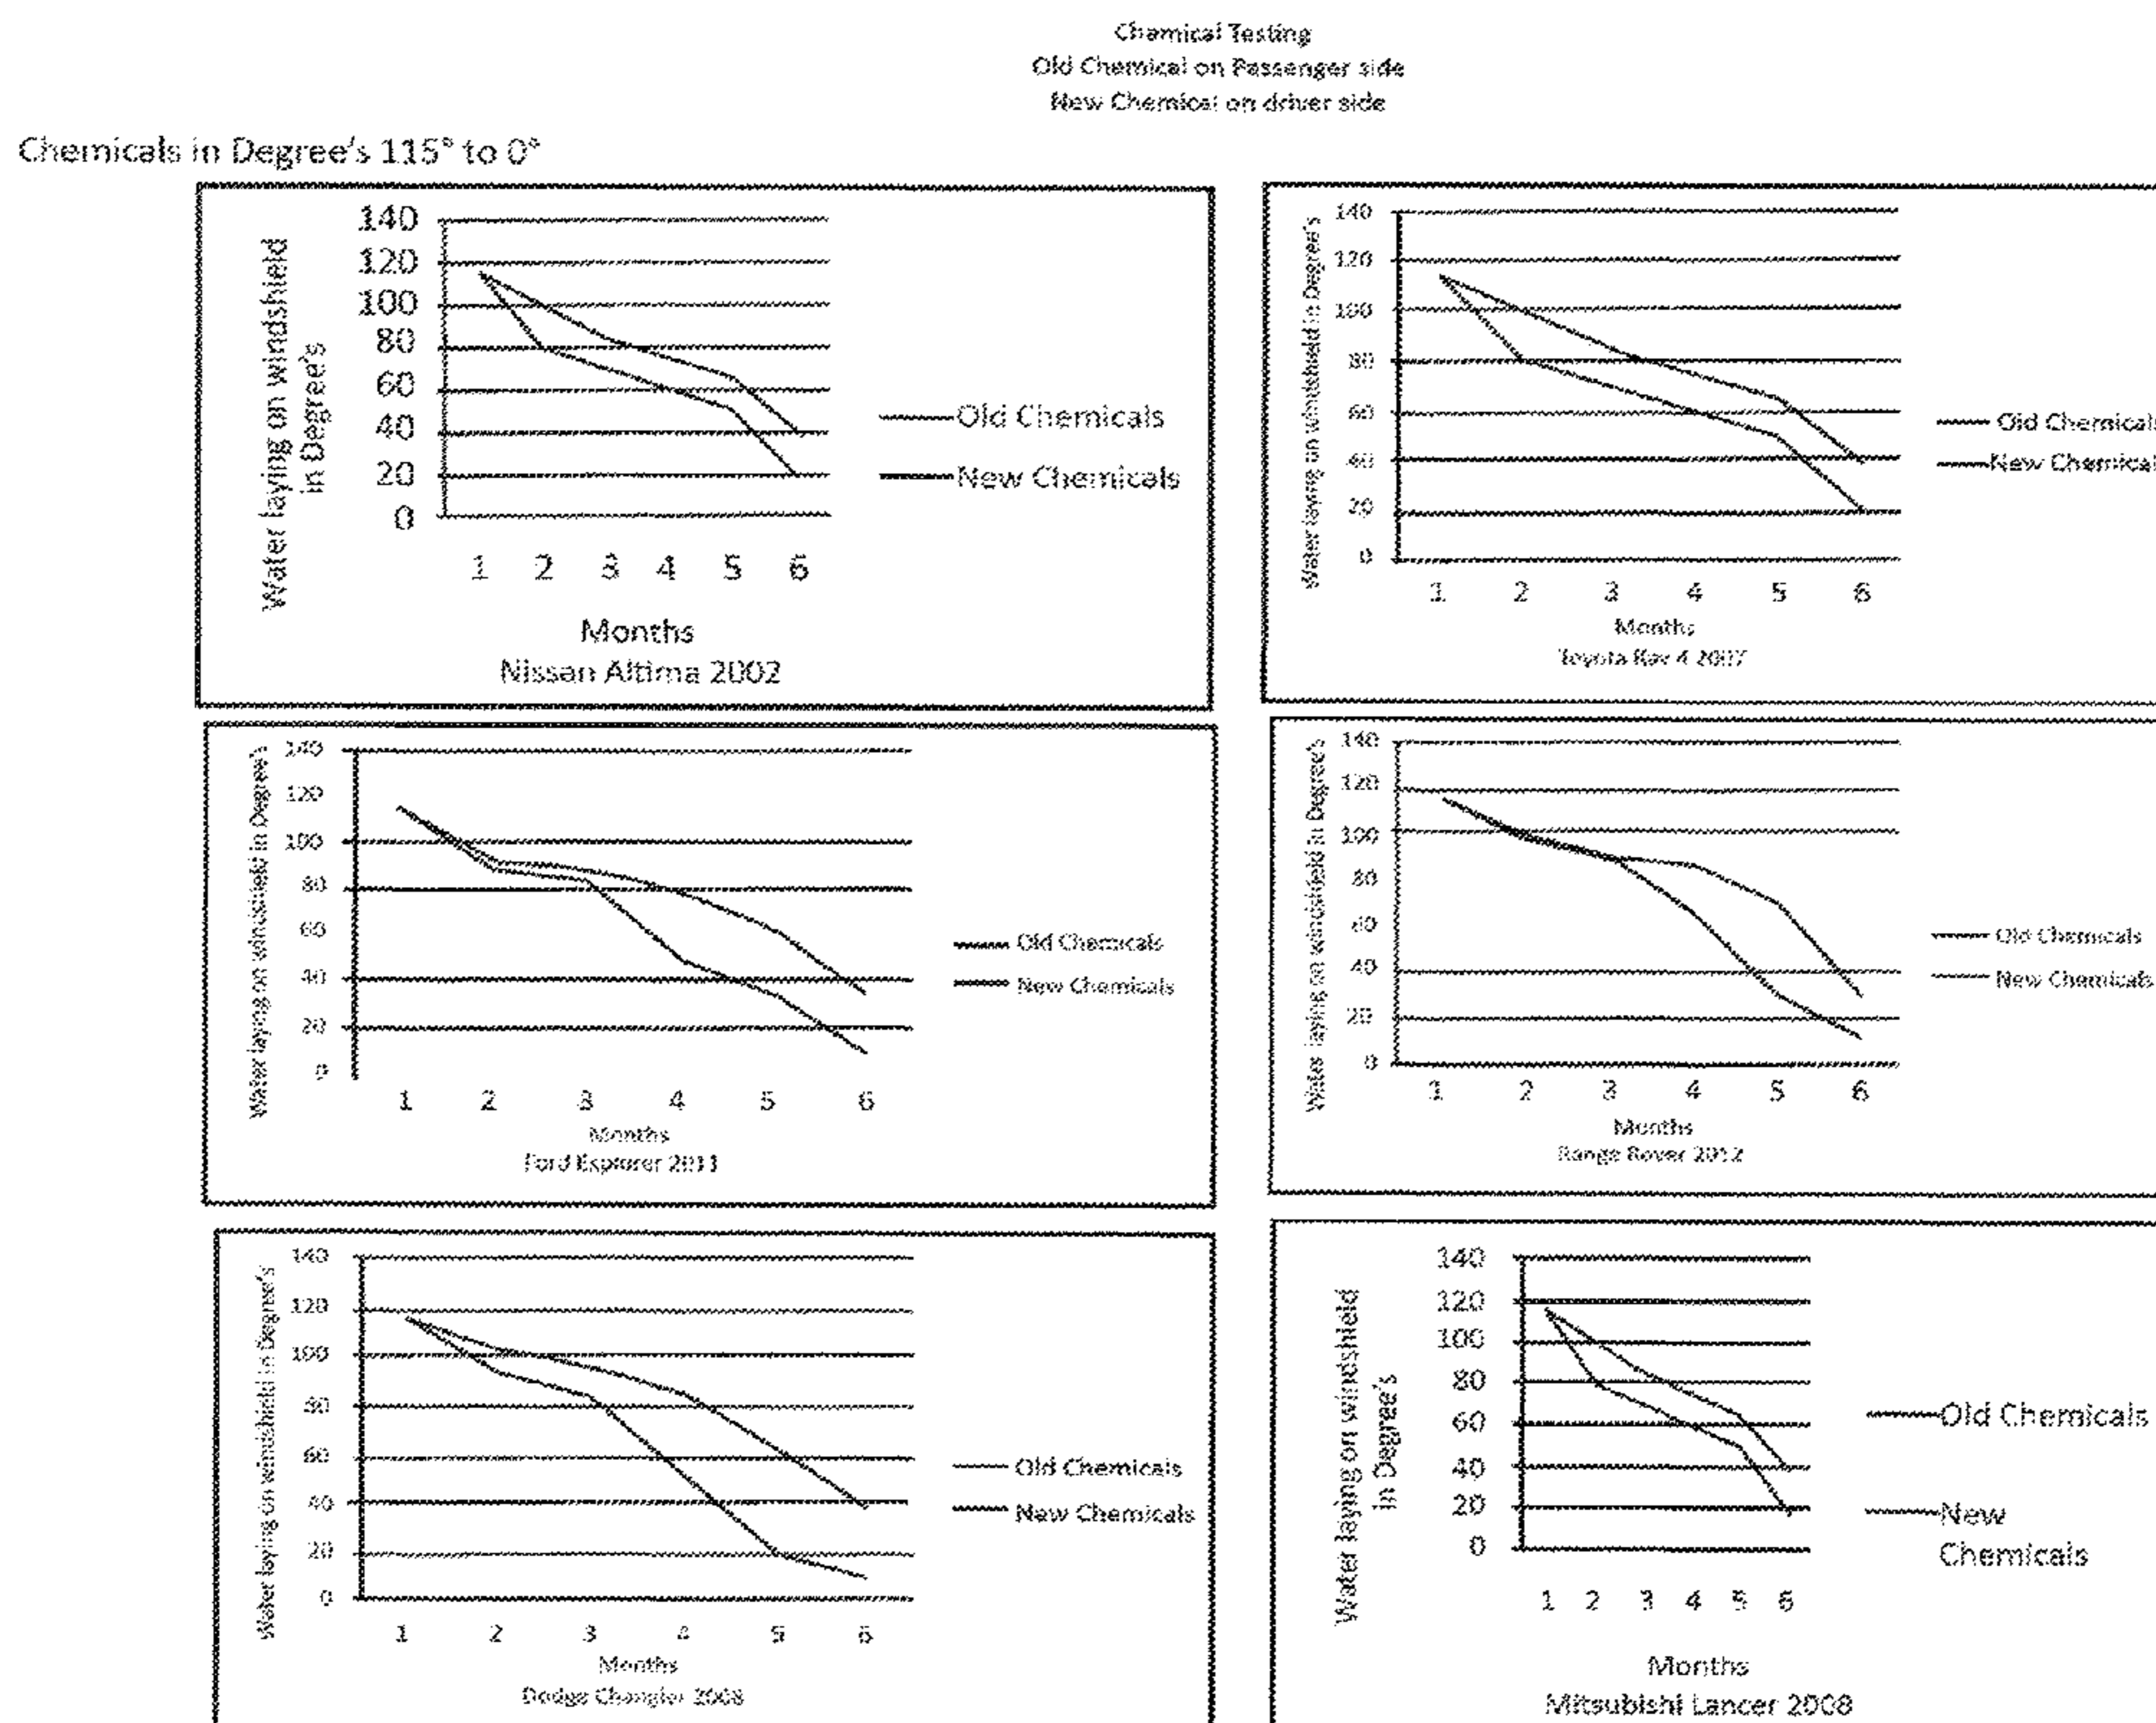 Chemical Testing
Old Chemical on Passenger side
New Chemical on driver side
Chemicals in Degree's 115° to 0°
Water laying on windshield
in Degree's
140
120
100
80
60
40
20
0
1 2 3 4 5 6
Months
Nissan Altima 2002
Old Chemicals
New Chemicals
Water laying on windshield in Degree's
140
120
100
80
60
40
20
0
1 2 3 4 5 6
Months
Toyota Rav 4 2007
Old Chemicals
New Chemical
Water laying on windshield in Degree's
140
120
100
80
60
40
20
0
1 2 3 4 5 6
Months
Ford Explorer 2011
Old Chemicals
New Chemicals
Water laying on windshield in Degree's
140
120
100
80
60
40
20
0
1 2 3 4 5 6
Months
Range Rover 2012
Old Chemicals
New Chemicals
Water laying on windshield in Degree's
140
120
100
80
60
40
20
0
1 2 3 4 5 6
Months
Dodge 2008
Old Chemicals
New Chemicals
Water laying on windshield
in Degree's
140
120
100
80
60
40
20
0
1 2 3 4 5 6
Months
Mitsubishi Lancer 2008
Old Chemicals
New
Chemicals